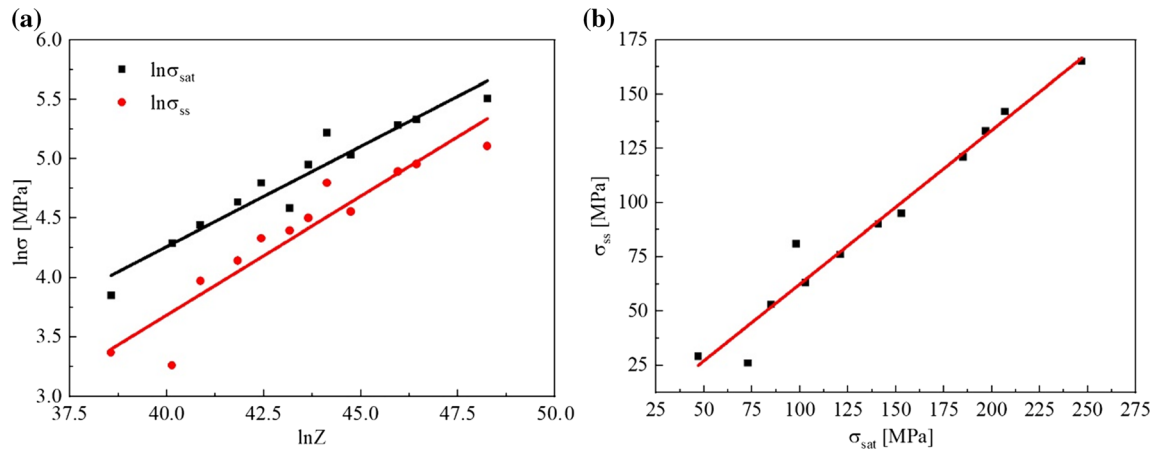 (a)
6.0
5.5
5.0
4.5
4.0
3.5
3.0
lnσ [MPa]
lnσsat
lnσss
37.5 40.0 42.5 45.0 47.5 50.0
lnZ
(b)
175
150
125
100
75
50
25
σss [MPa]
25 50 75 100 125 150 175 200 225 250 275
σsat [MPa]